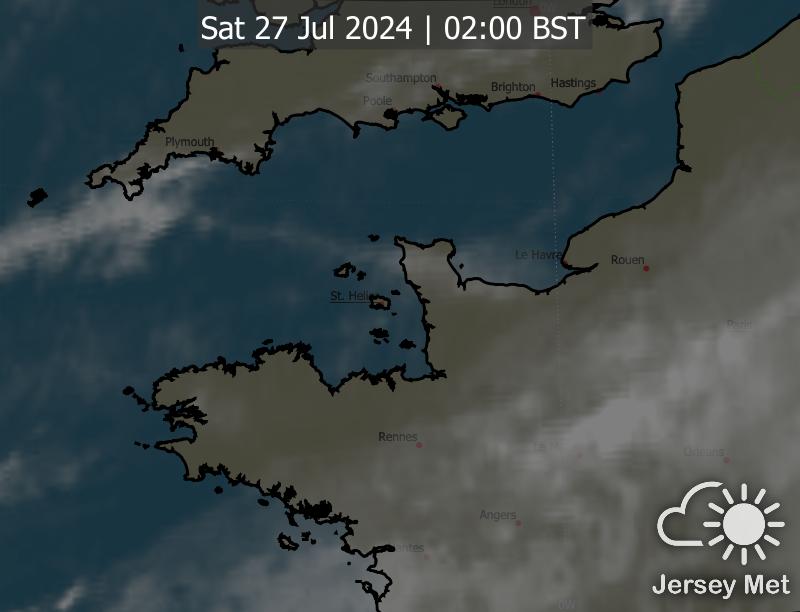 London
Sat 27 Jul 2024 | 02:00 BST
Southampton
Brighton
Hastings
Poole
Plymouth
Le Havre
Rouen
St. Helier
Paris
Rennes
Orleans
Angers
Jersey Met